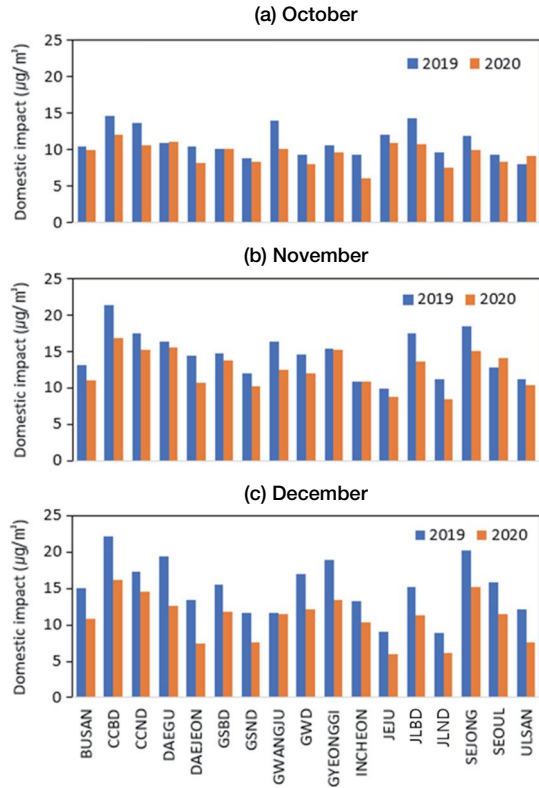 (a) October
Domestic impact (µg/m³)
25
20
15
10
5
0
2019
2020
(b) November
Domestic impact (µg/m³)
25
20
15
10
5
0
2019
2020
(c) December
Domestic impact (µg/m³)
25
20
15
10
5
0
2019
2020
BUSAN
CCBD
CCND
DAEGU
DAEJEON
GSBD
GSND
GWANGJU
GWD
GYEONGGI
INCHEON
JEJU
JLBD
JLND
SEJONG
SEOUL
ULSAN